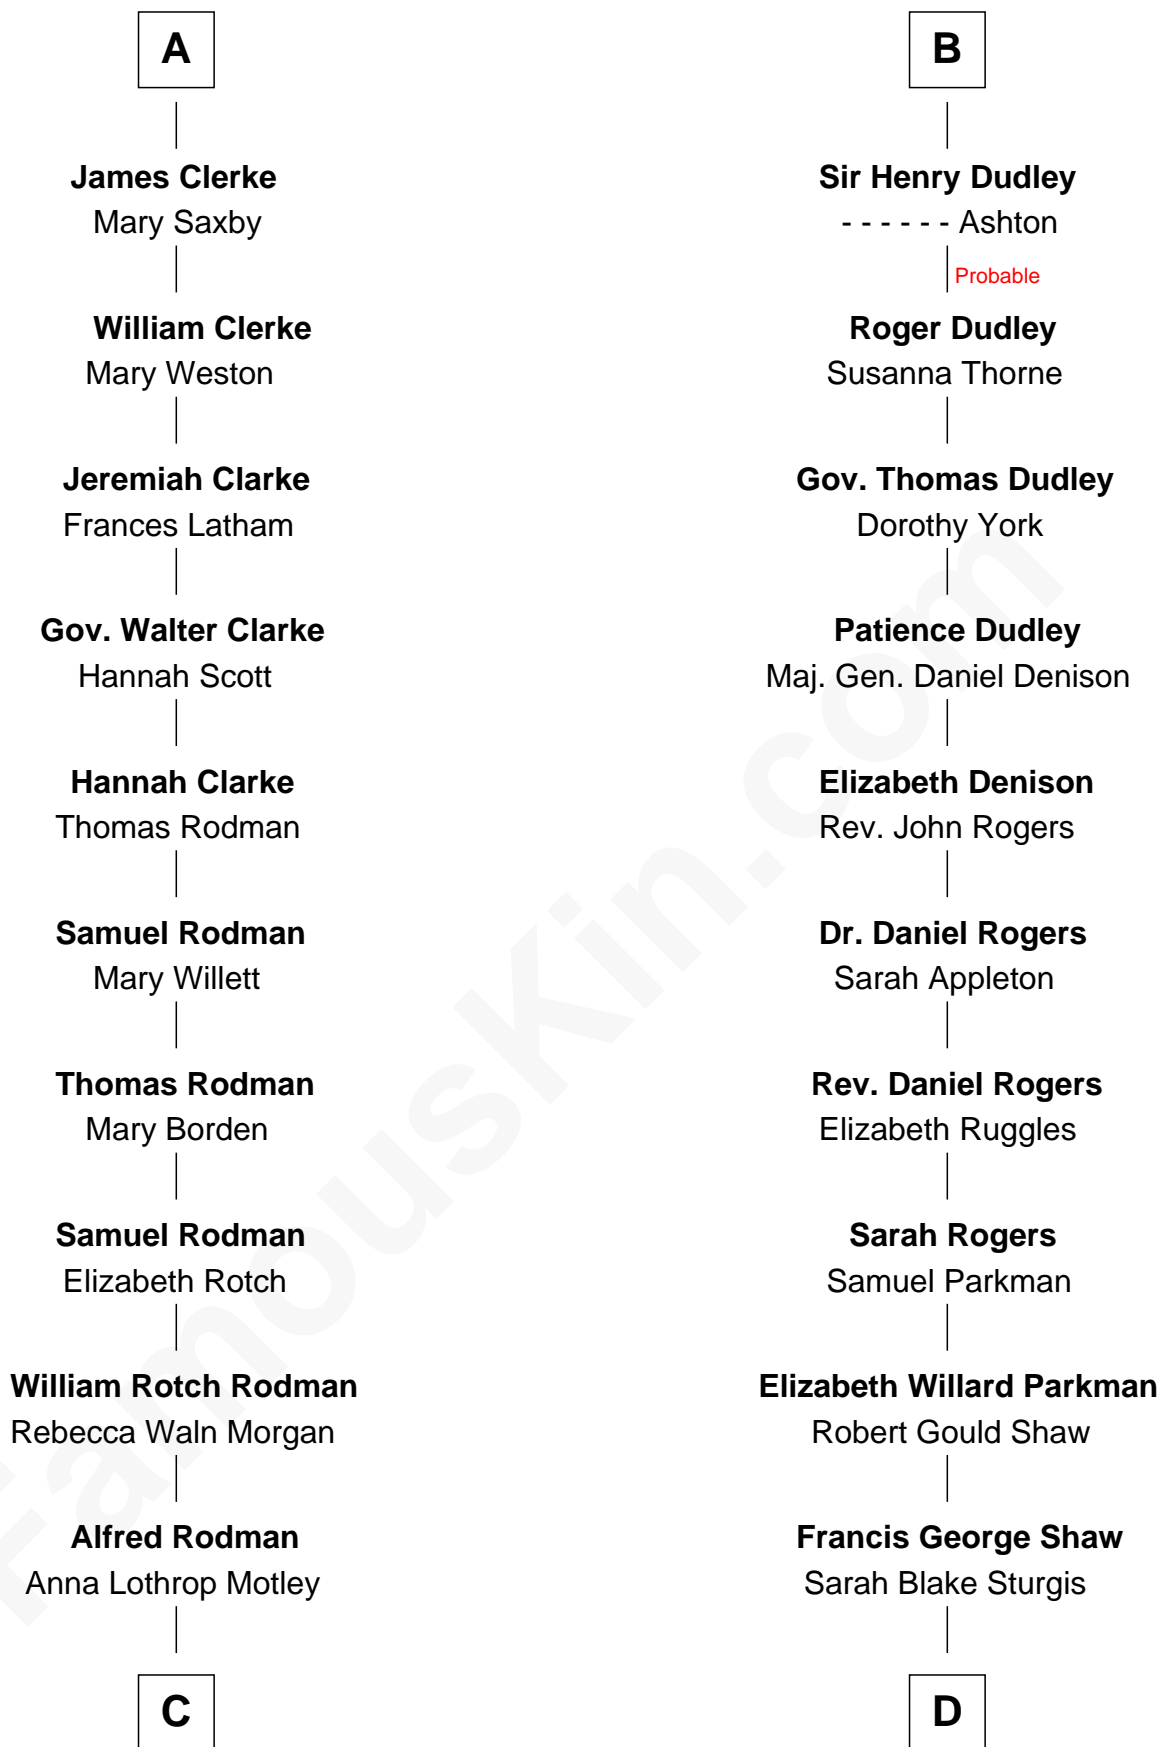 A
James Clerke
Mary Saxby
William Clerke
Mary Weston
Jeremiah Clarke
Frances Latham
Gov. Walter Clarke
Hannah Scott
Hannah Clarke
Thomas Rodman
Samuel Rodman
Mary Willett
Thomas Rodman
Mary Borden
Samuel Rodman
Elizabeth Rotch
William Rotch Rodman
Rebecca Waln Morgan
Alfred Rodman
Anna Lothrop Motley
C
B
Sir Henry Dudley
- - - - - - Ashton
Probable
Roger Dudley
Susanna Thorne
Gov. Thomas Dudley
Dorothy York
Patience Dudley
Maj. Gen. Daniel Denison
Elizabeth Denison
Rev. John Rogers
Dr. Daniel Rogers
Sarah Appleton
Rev. Daniel Rogers
Elizabeth Ruggles
Sarah Rogers
Samuel Parkman
Elizabeth Willard Parkman
Robert Gould Shaw
Francis George Shaw
Sarah Blake Sturgis
D
FamousKin.com